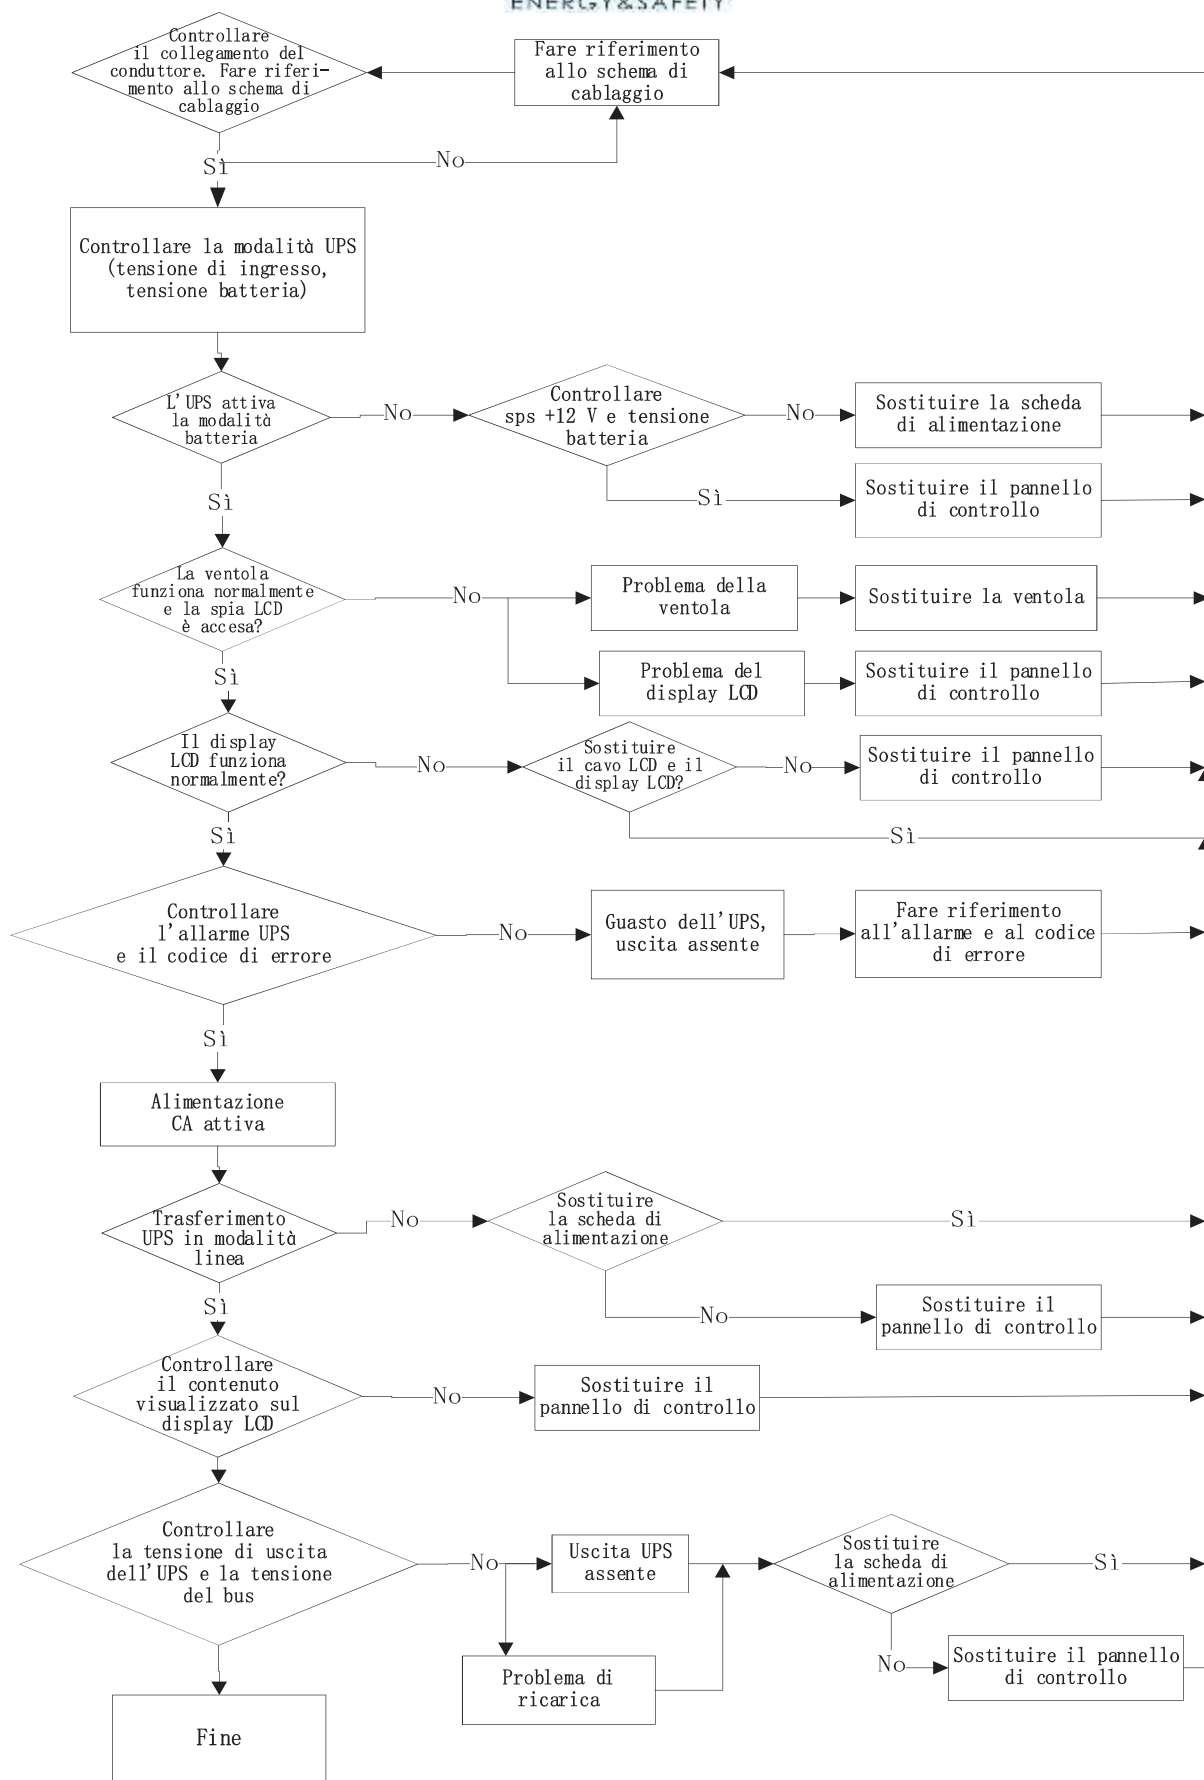 ENERGY&SAFETY
Controllare
il collegamento del
conduttore. Fare riferi-
mento allo schema di
cablaggio
Fare riferimento
allo schema di
cablaggio
No
Sì
Controllare la modalità UPS
(tensione di ingresso,
tensione batteria)
L'UPS attiva
la modalità
batteria
No
Controllare
sps +12 V e tensione
batteria
No
Sostituire la scheda
di alimentazione
Sì
Sì
Sostituire il pannello
di controllo
La ventola
funziona normalmente
e la spia LCD
è accesa?
No
Problema della
ventola
Sostituire la ventola
Sì
Problema del
display LCD
Sostituire il pannello
di controllo
Il display
LCD funziona
normalmente?
No
Sostituire
il cavo LCD e il
display LCD?
No
Sostituire il pannello
di controllo
Sì
Sì
Controllare
l'allarme UPS
e il codice di errore
No
Guasto dell'UPS,
uscita assente
Fare riferimento
all'allarme e al codice
di errore
Sì
Alimentazione
CA attiva
Trasferimento
UPS in modalità
linea
No
Sostituire
la scheda di
alimentazione
Sì
Sì
No
Sostituire il
pannello di controllo
Controllare
il contenuto
visualizzato sul
display LCD
No
Sostituire il
pannello di controllo
Controllare
la tensione di uscita
dell'UPS e la tensione
del bus
No
Uscita UPS
assente
Sostituire
la scheda di
alimentazione
Sì
Problema di
ricarica
No
Sostituire il pannello
di controllo
Fine